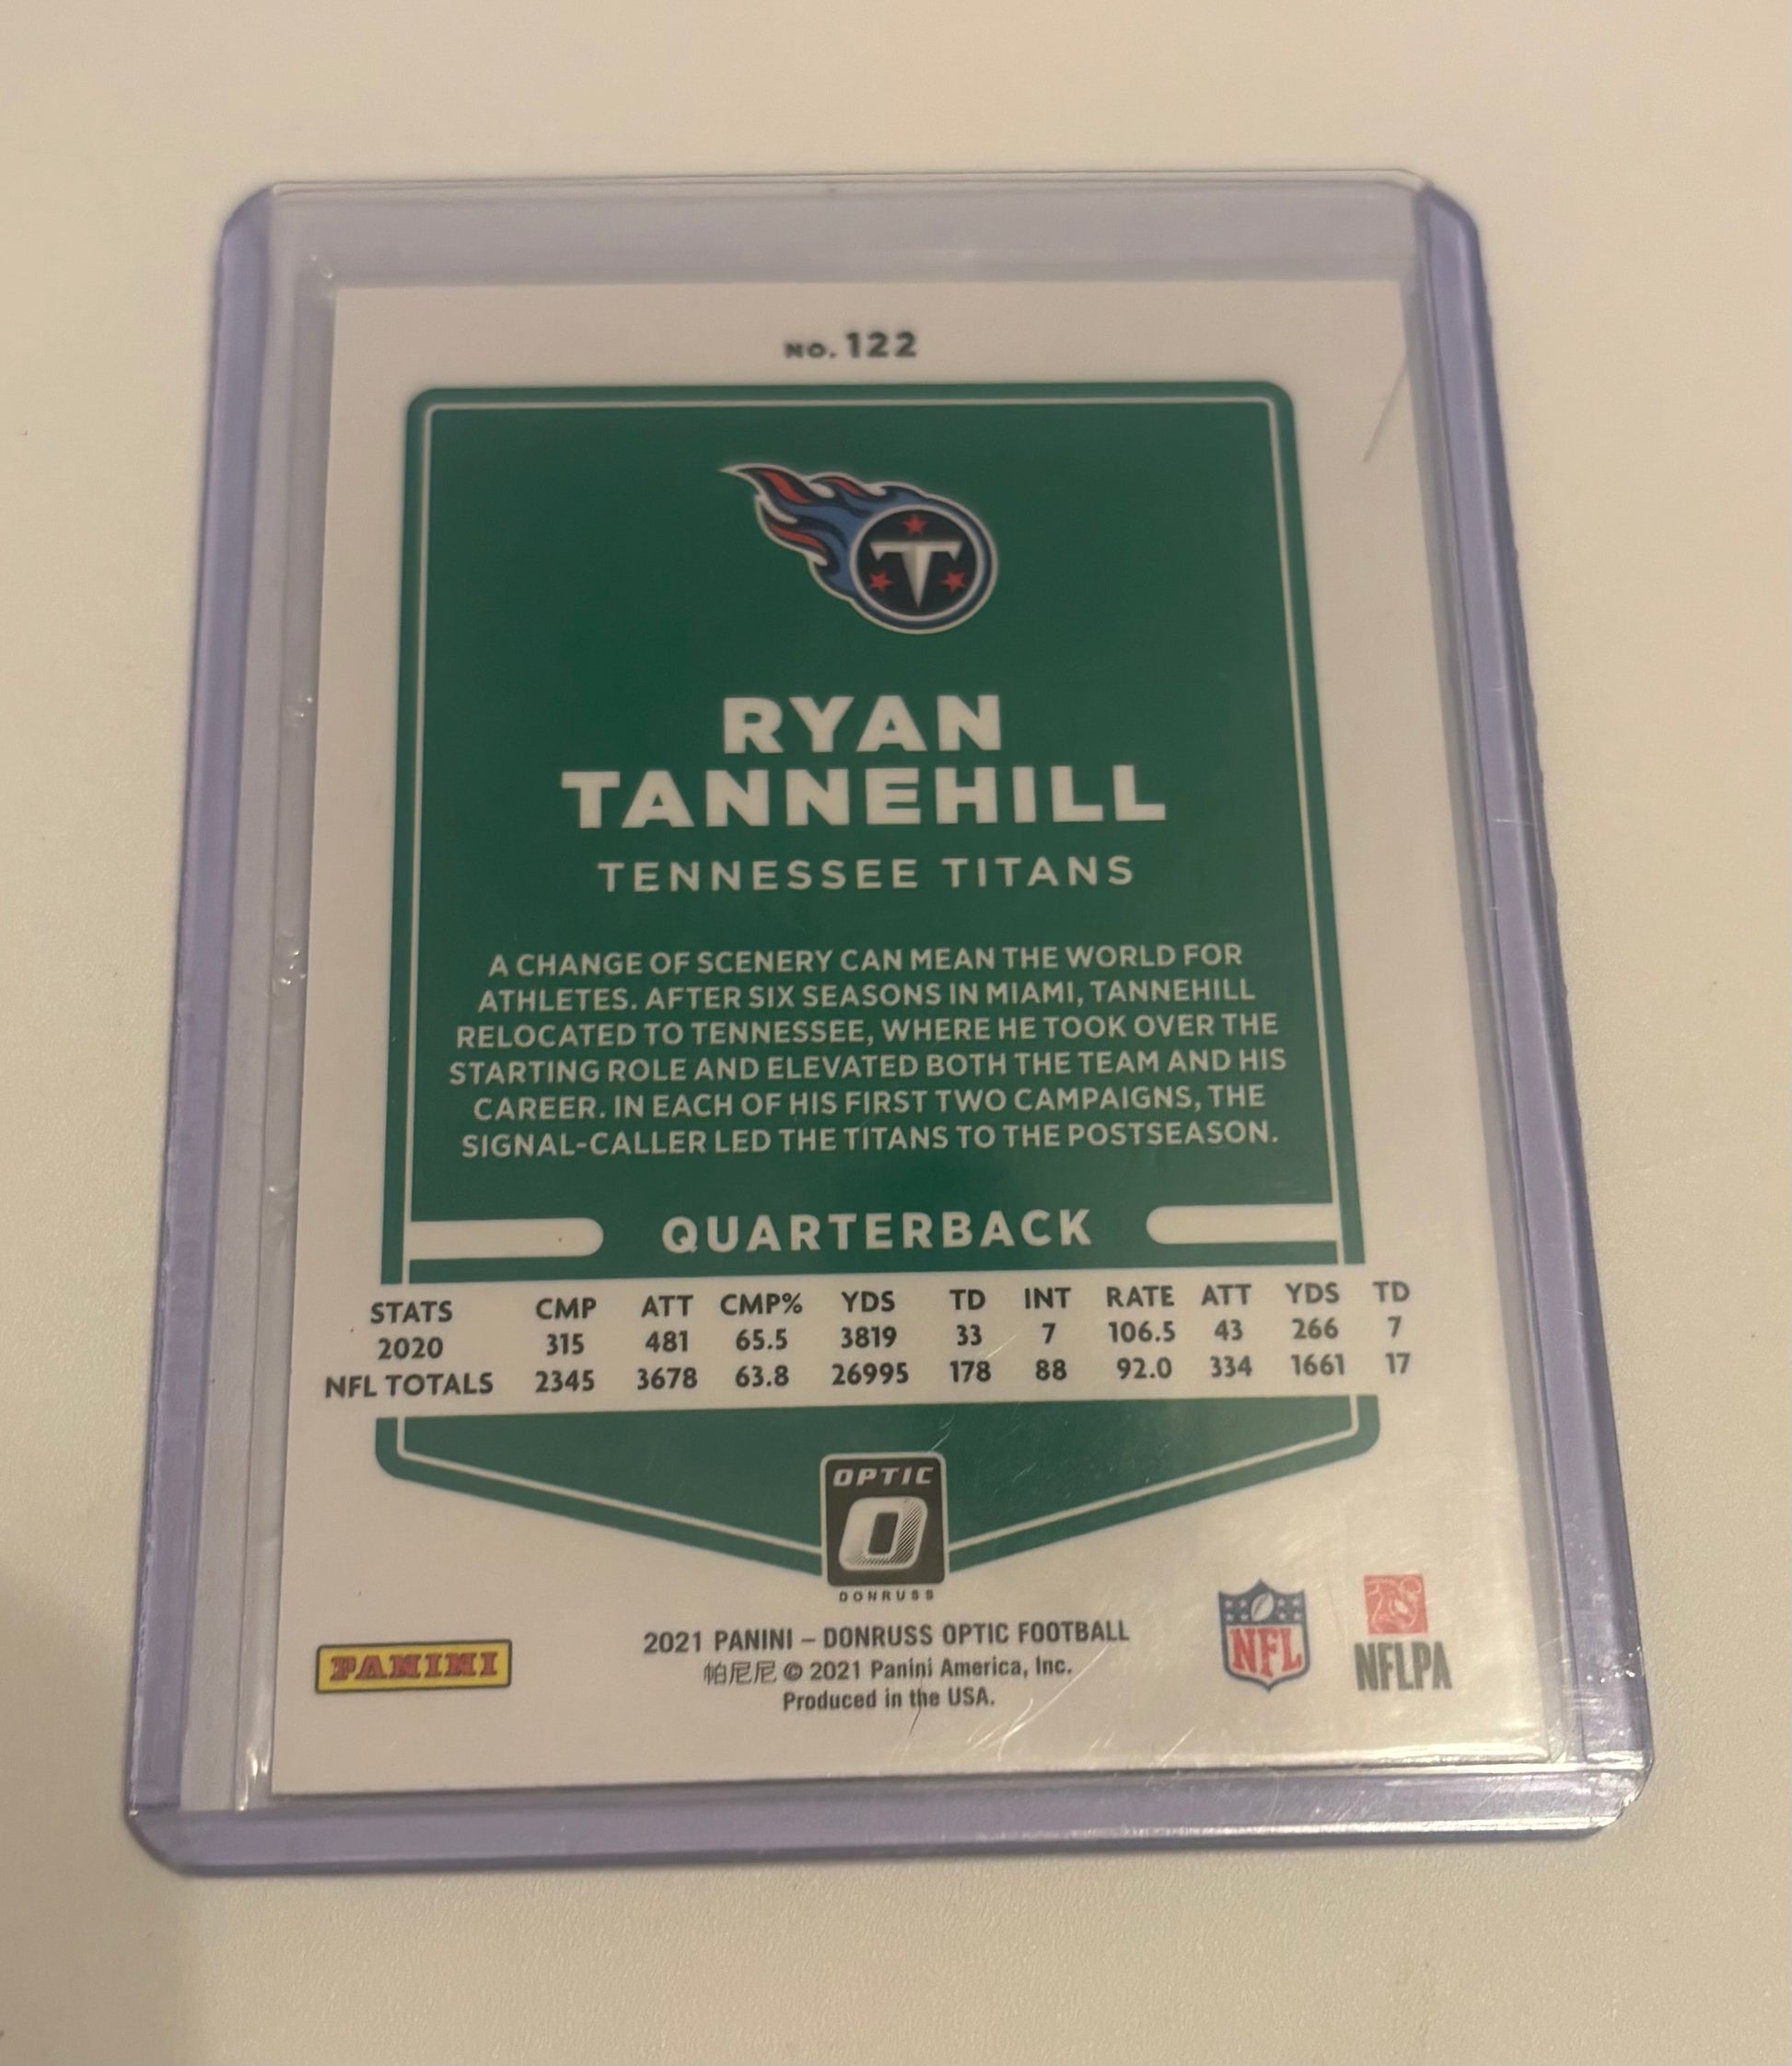 NO. 122
T
RYAN
TANNEHILL
TENNESSEE TITANS
A CHANGE OF SCENERY CAN MEAN THE WORLD FOR
ATHLETES. AFTER SIX SEASONS IN MIAMI, TANNEHILL
RELOCATED TO TENNESSEE, WHERE HE TOOK OVER THE
STARTING ROLE AND ELEVATED BOTH THE TEAM AND HIS
CAREER. IN EACH OF HIS FIRST TWO CAMPAIGNS, THE
SIGNAL-CALLER LED THE TITANS TO THE POSTSEASON.
QUARTERBACK
STATS CMP ATT CMP% YDS TD INT RATE ATT YDS TD
2020 315 481 65.5 3819 33 7 106.5 43 266 7
NFL TOTALS 2345 3678 63.8 26995 178 88 92.0 334 1661 17
OPTIC
O
DONRUSS
PANINI
2021 PANINI – DONRUSS OPTIC FOOTBALL
帕尼尼 © 2021 Panini America, Inc.
Produced in the USA.
NFL
NFLPA